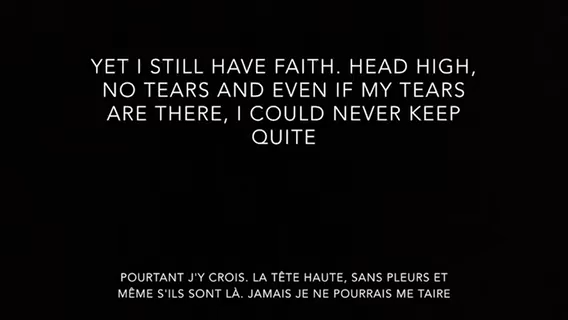 YET I STILL HAVE FAITH. HEAD HIGH,
NO TEARS AND EVEN IF MY TEARS
ARE THERE, I COULD NEVER KEEP
QUITE
POURTANT J'Y CROIS. LA TÊTE HAUTE, SANS PLEURS ET
MÊME S'ILS SONT LÀ. JAMAIS JE NE POURRAIS ME TAIRE